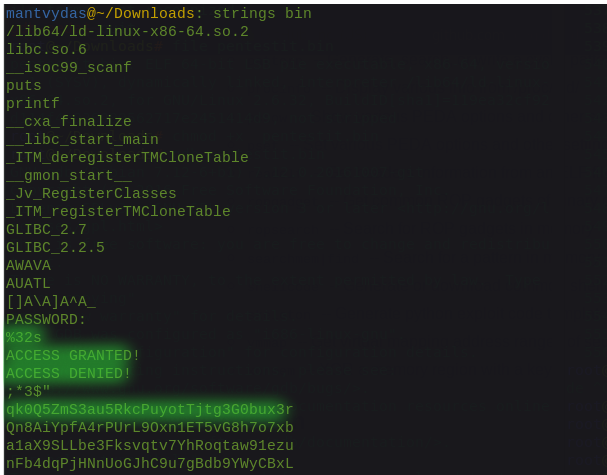 mantvydas@~/Downloads: strings bin
/lib64/ld-linux-x86-64.so.2
libc.so.6
__isoc99_scanf
puts
printf
__cxa_finalize
__libc_start_main
_ITM_deregisterTMCloneTable
__gmon_start__
_Jv_RegisterClasses
_ITM_registerTMCloneTable
GLIBC_2.7
GLIBC_2.2.5
AWAVA
AUATL
[]A\A]A^A_
PASSWORD:
%32s
ACCESS GRANTED!
ACCESS DENIED!
;*3$"
qk0Q5ZmS3au5RkcPuyotTjtg3G0bux3r
Qn8AiYpfA4rPUrL9Oxn1ET5vG8h7o7xb
a1aX9SLLbe3Fksvqtv7YhRoqtaw91ezu
nFb4dqPjHNnUoGJhC9u7gBdb9YWyCBxL